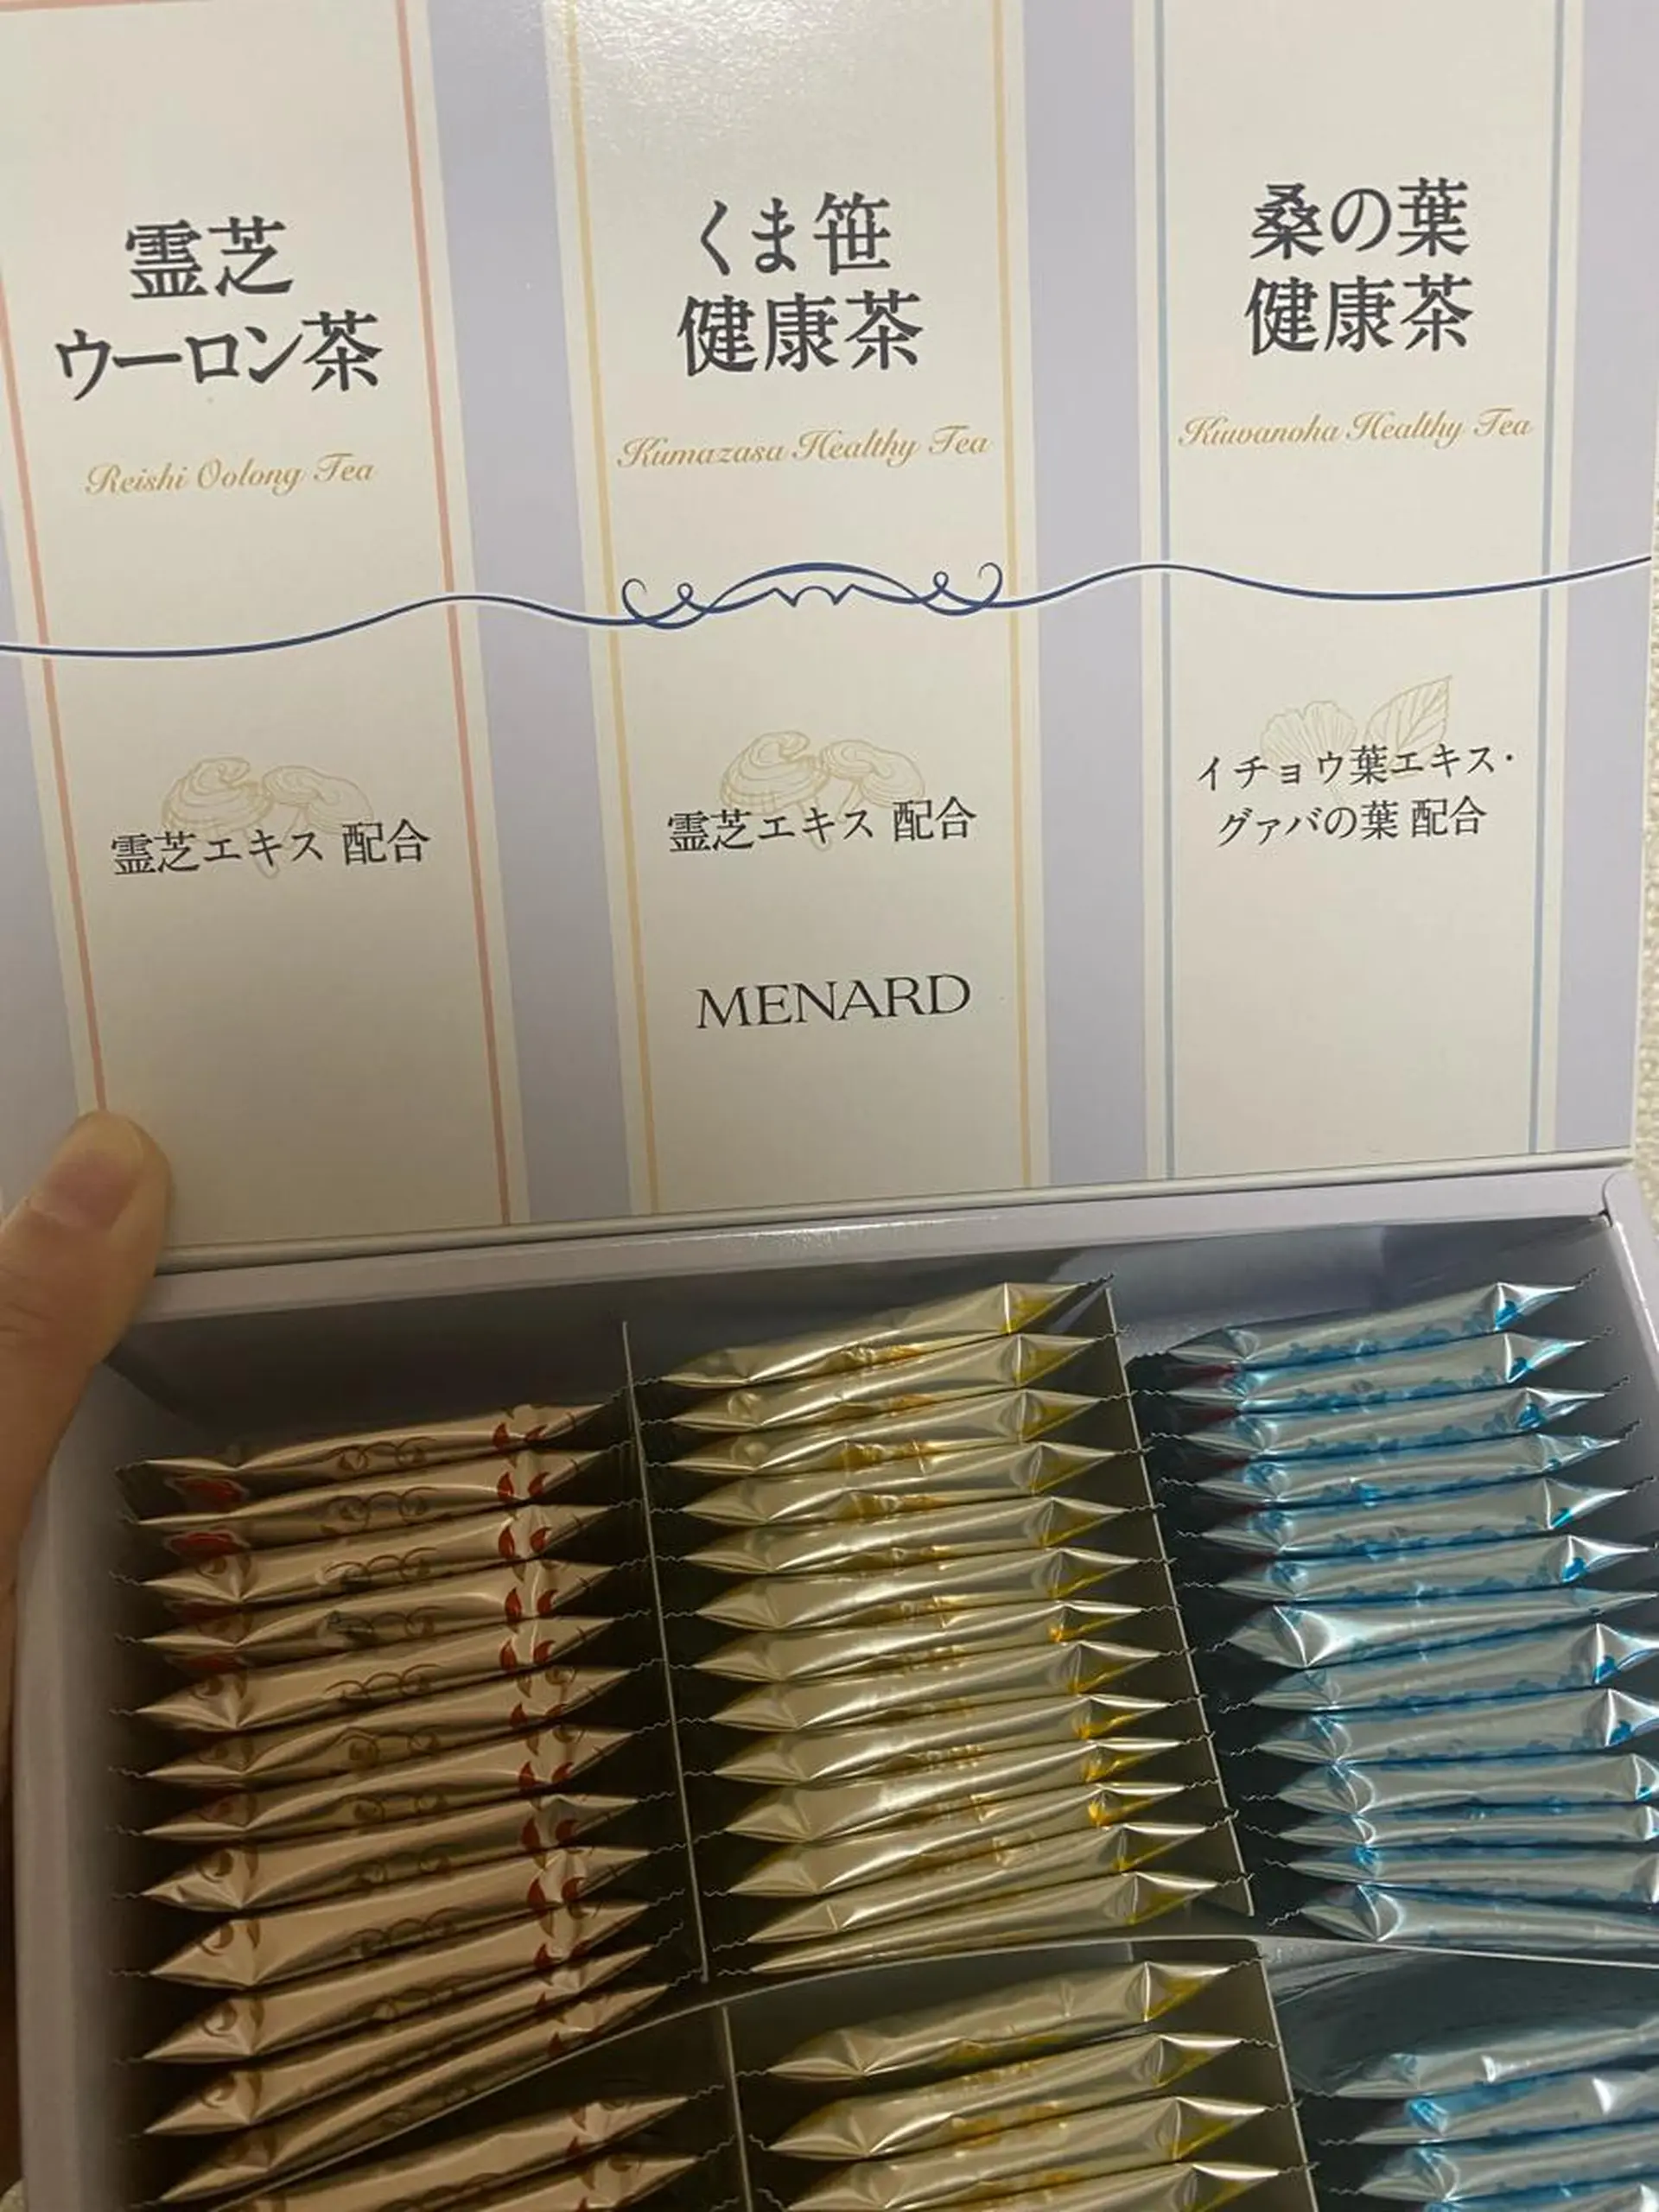 霊芝
ウーロン茶
Reishi Oolong Tea
霊芝エキス 配合
くま笹
健康茶
Kumazasa Healthy Tea
霊芝エキス 配合
MENARD
桑の葉
健康茶
Kuwanoha Healthy Tea
イチョウ葉エキス・
グァバの葉 配合